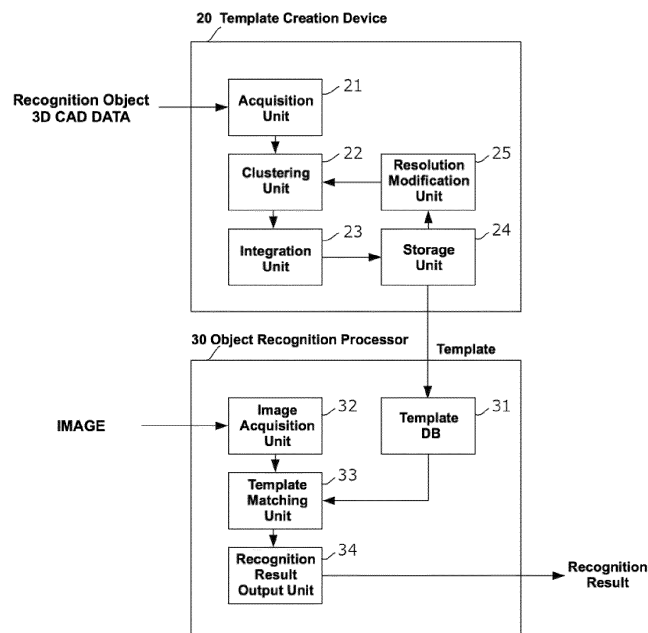 20 Template Creation Device
Recognition Object
3D CAD DATA
Acquisition
Unit
21
Clustering
Unit
22
Resolution
Modification
Unit
25
Integration
Unit
23
Storage
Unit
24
30 Object Recognition Processor
Template
IMAGE
Image
Acquisition
Unit
32
Template
DB
31
Template
Matching
Unit
33
Recognition
Result
Output Unit
34
Recognition
Result